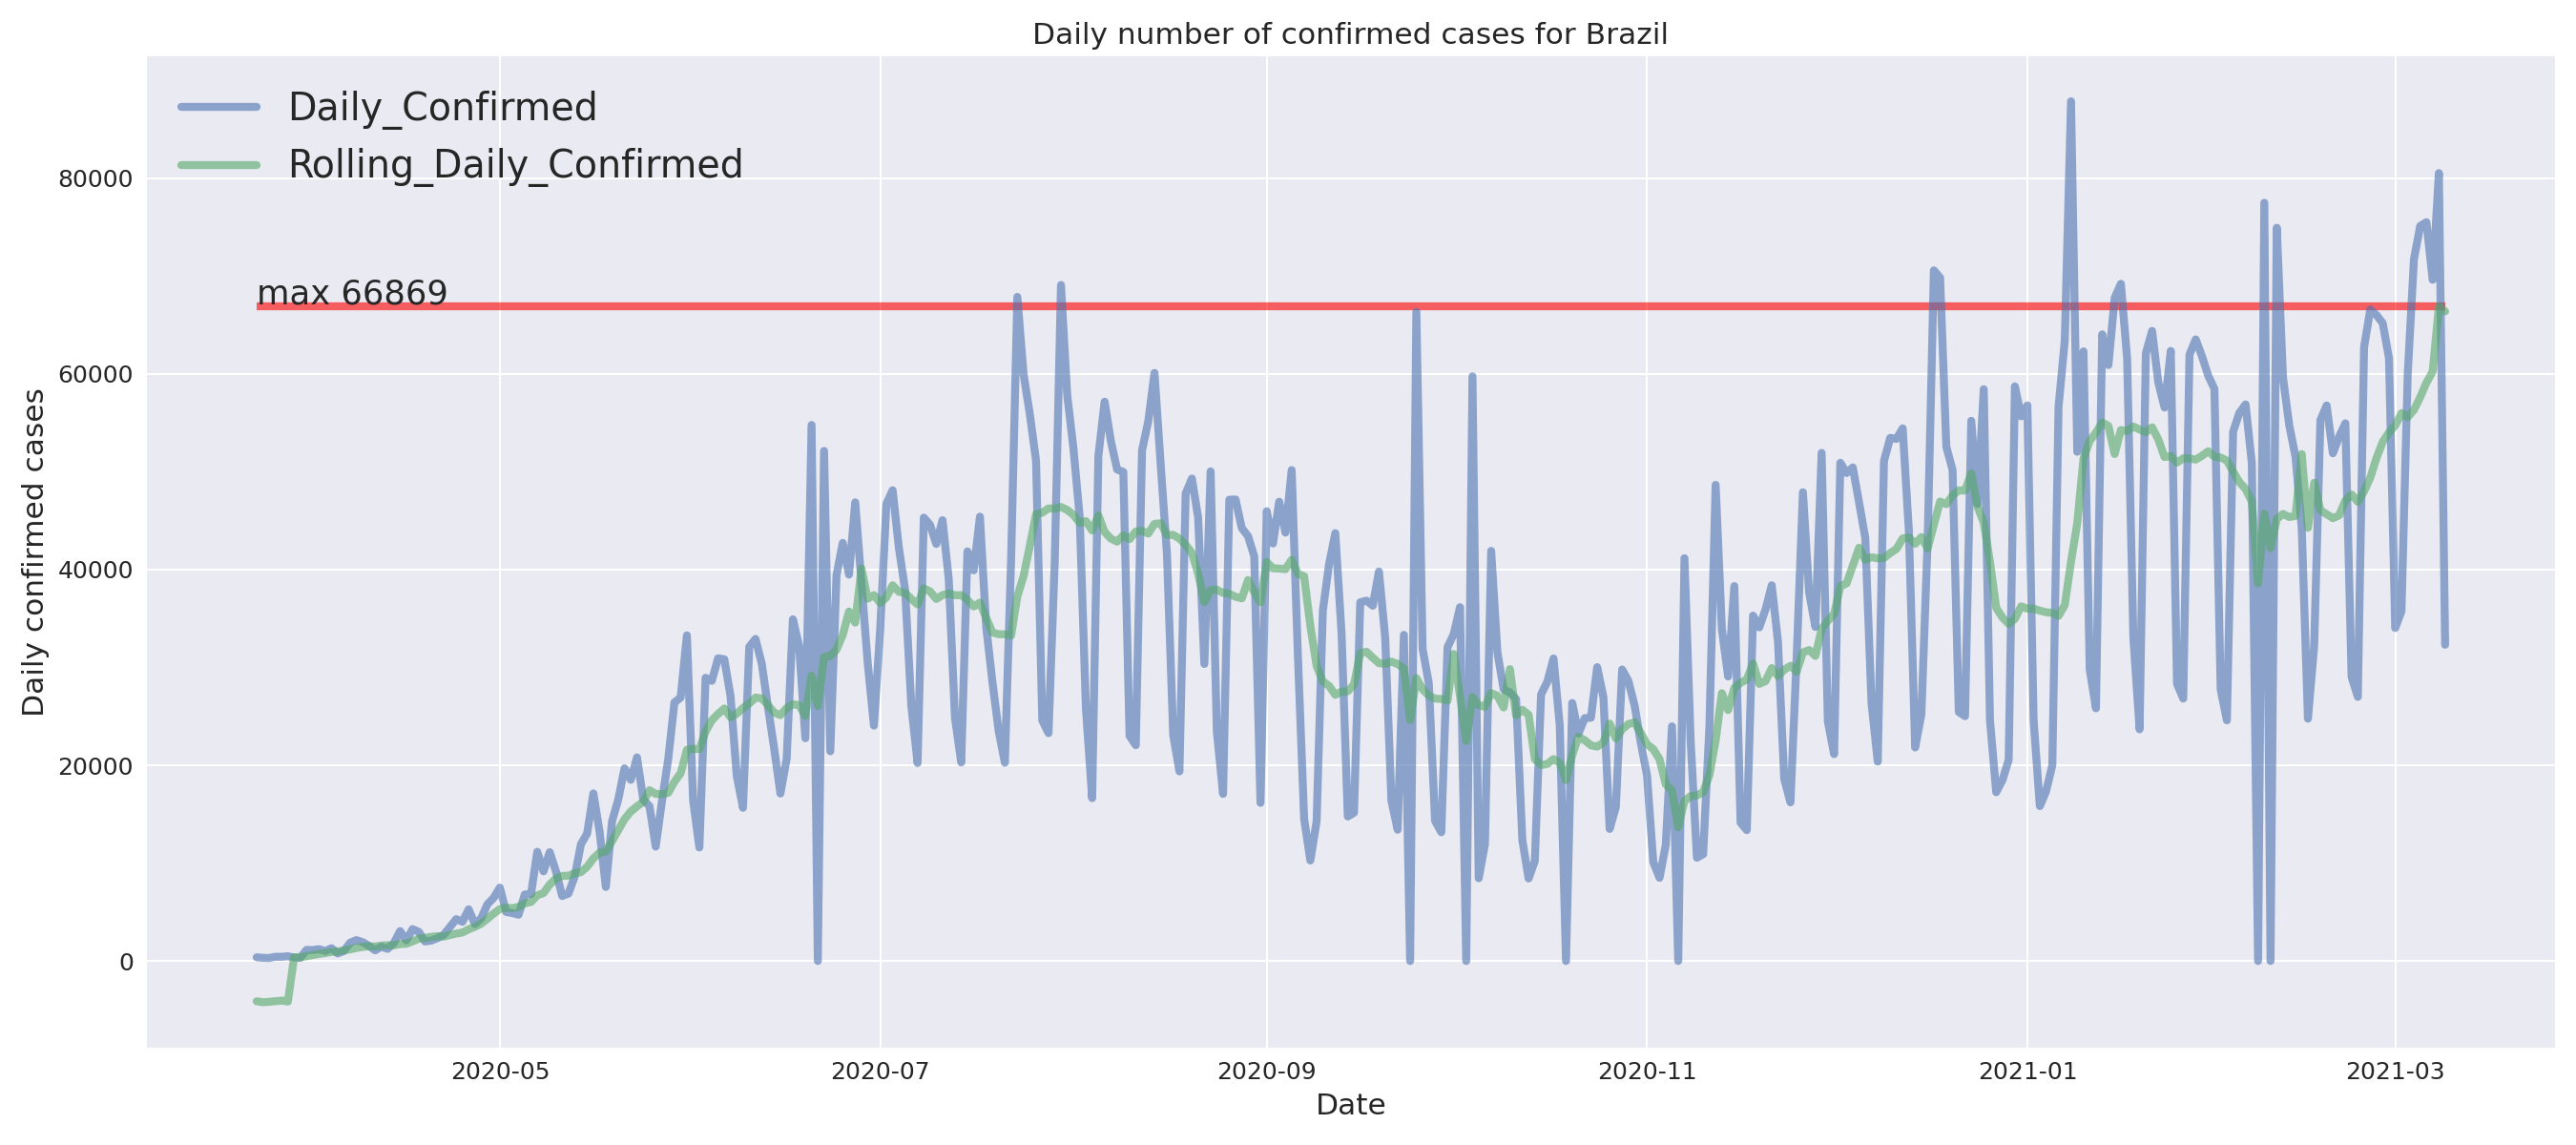 Daily number of confirmed cases for Brazil
Daily_Confirmed
Rolling_Daily_Confirmed
max 66869
Daily confirmed cases
80000
60000
40000
20000
0
2020-05
2020-07
2020-09
2020-11
2021-01
2021-03
Date